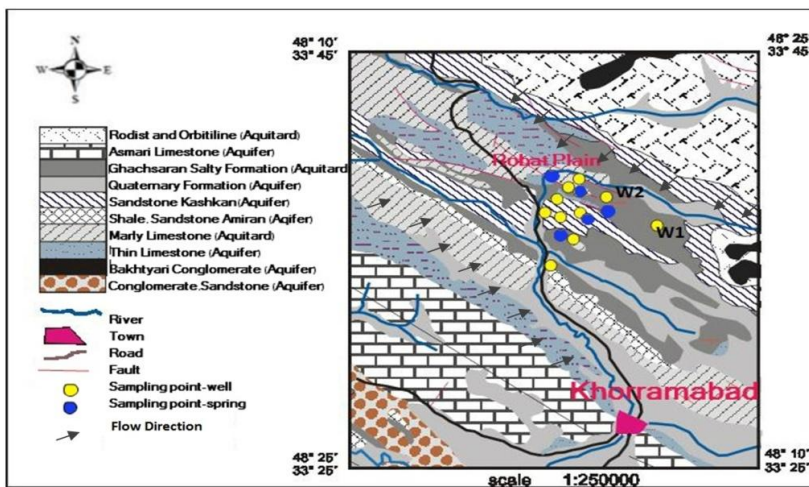 48° 10′
33° 45′
48° 25′
33° 45′
N
W E
S
Rodist and Orbitiline (Aquitard)
Asmari Limestone (Aquifer)
Ghachsaran Salty Formation (Aquitard)
Quaternary Formation (Aquifer)
Sandstone Kashkan (Aquifer)
Shale. Sandstone Amiran (Aqifer)
Marly Limestone (Aquitard)
Thin Limestone (Aquifer)
Bakhtyari Conglomerate (Aquifer)
Conglomerate.Sandstone (Aquifer)
River
Town
Road
Fault
Sampling point-well
Sampling point-spring
Flow Direction
Robat Plain
W2
W1
Khorramabad
48° 25′
33° 25′
48° 10′
33° 25′
scale 1:250000